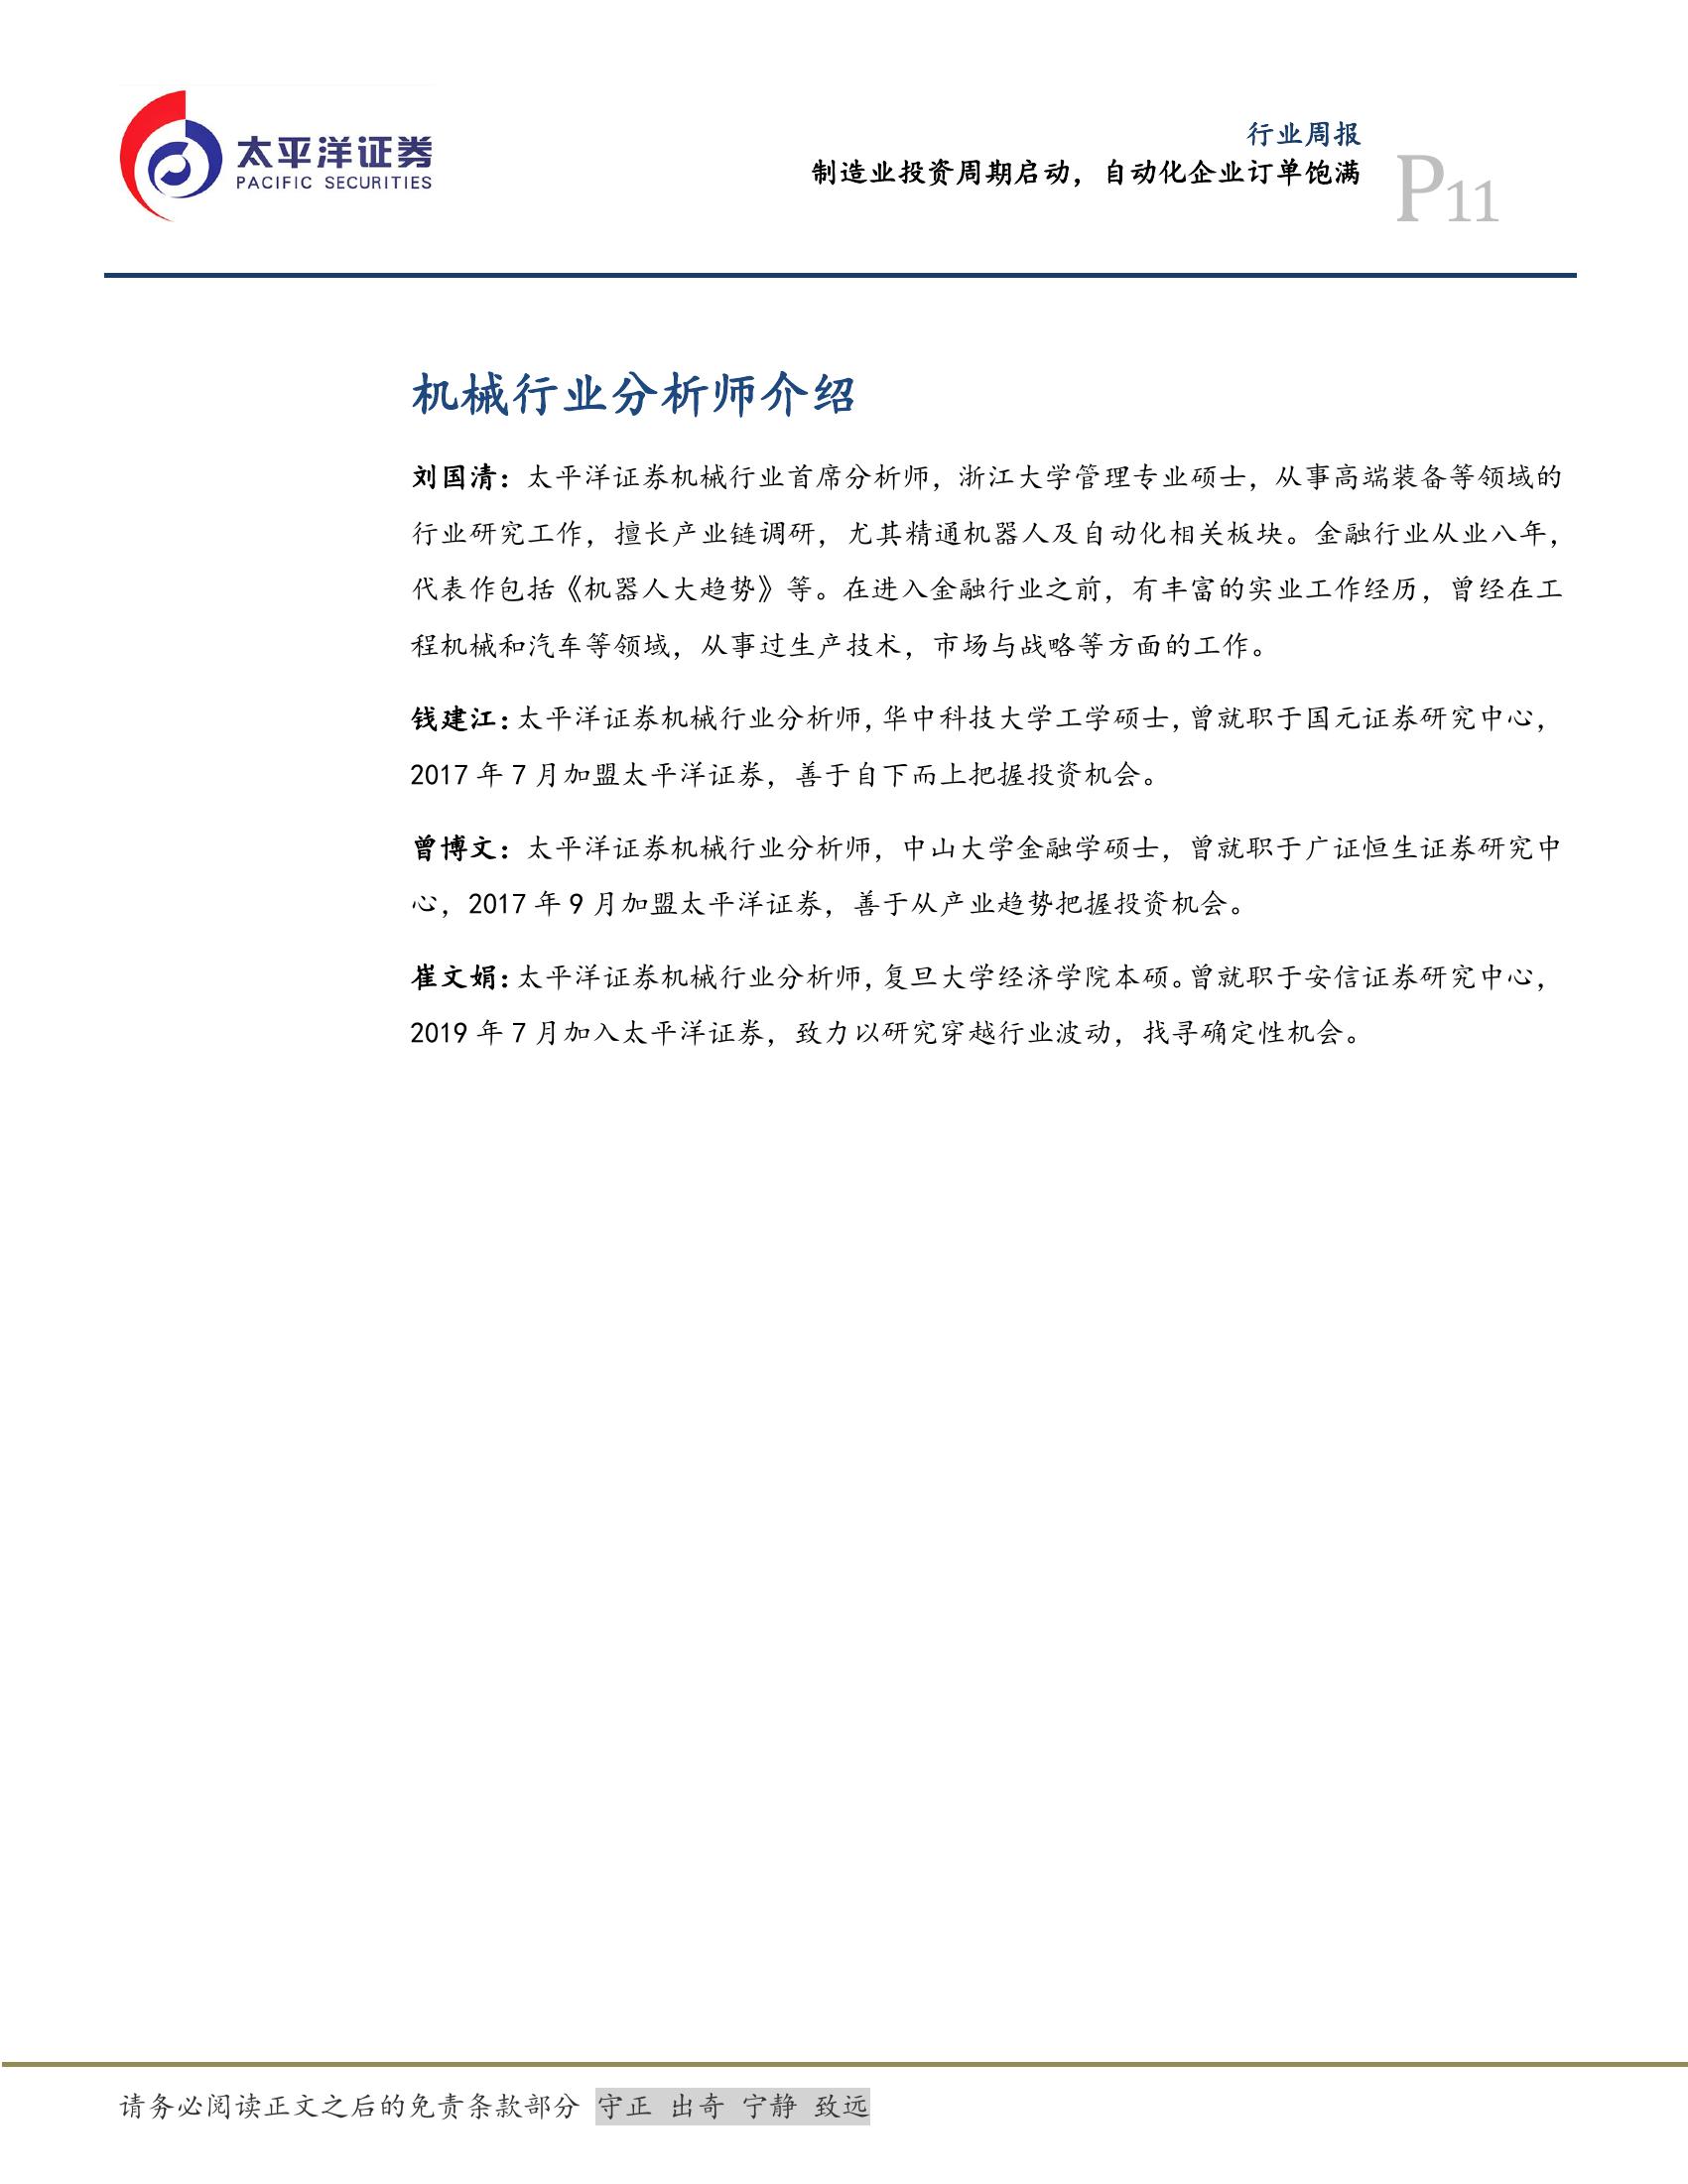 太平洋证券
PACIFIC SECURITIES
行业周报
制造业投资周期启动，自动化企业订单饱满
P11
机械行业分析师介绍
刘国清：太平洋证券机械行业首席分析师，浙江大学管理专业硕士，从事高端装备等领域的
行业研究工作，擅长产业链调研，尤其精通机器人及自动化相关板块。金融行业从业八年，
代表作包括《机器人大趋势》等。在进入金融行业之前，有丰富的实业工作经历，曾经在工
程机械和汽车等领域，从事过生产技术，市场与战略等方面的工作。
钱建江：太平洋证券机械行业分析师，华中科技大学工学硕士，曾就职于国元证券研究中心，
2017 年 7 月加盟太平洋证券，善于自下而上把握投资机会。
曾博文：太平洋证券机械行业分析师，中山大学金融学硕士，曾就职于广证恒生证券研究中
心，2017 年 9 月加盟太平洋证券，善于从产业趋势把握投资机会。
崔文娟：太平洋证券机械行业分析师，复旦大学经济学院本硕。曾就职于安信证券研究中心，
2019 年 7 月加入太平洋证券，致力以研究穿越行业波动，找寻确定性机会。
请务必阅读正文之后的免责条款部分 守正 出奇 宁静 致远